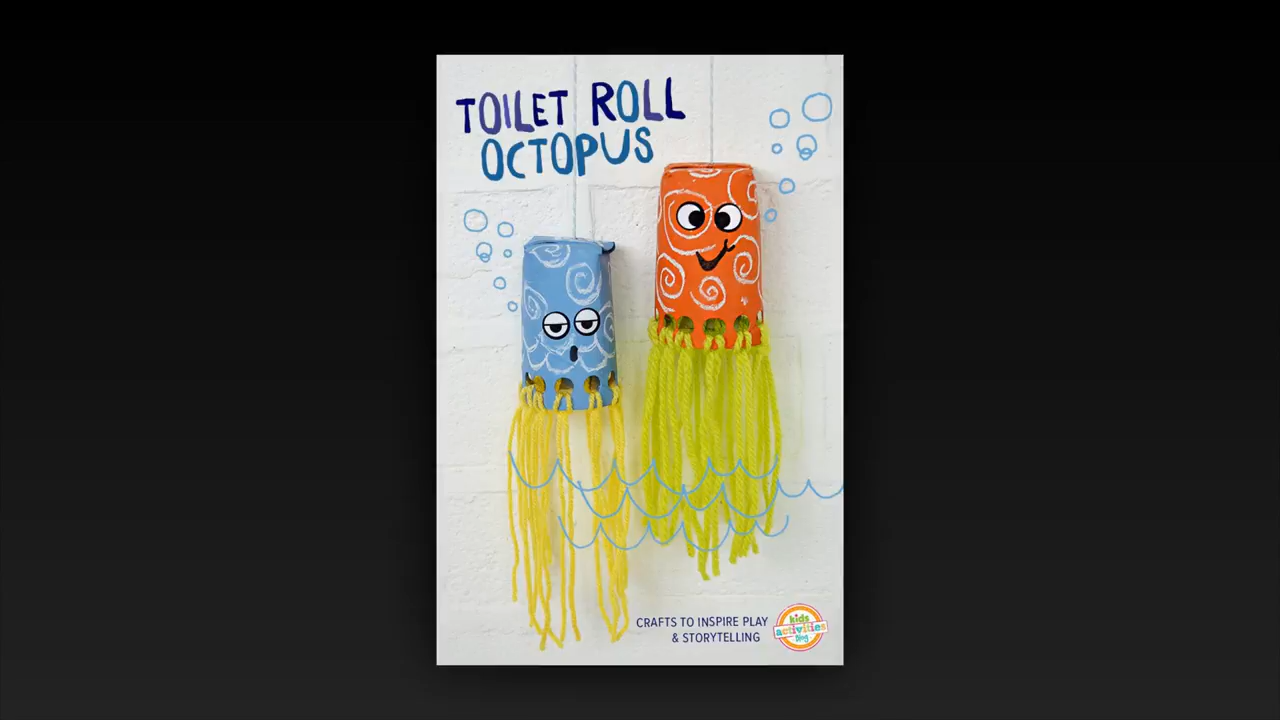 TOILET ROLL
OCTOPUS
CRAFTS TO INSPIRE PLAY
& STORYTELLING
kids
activities
Blog